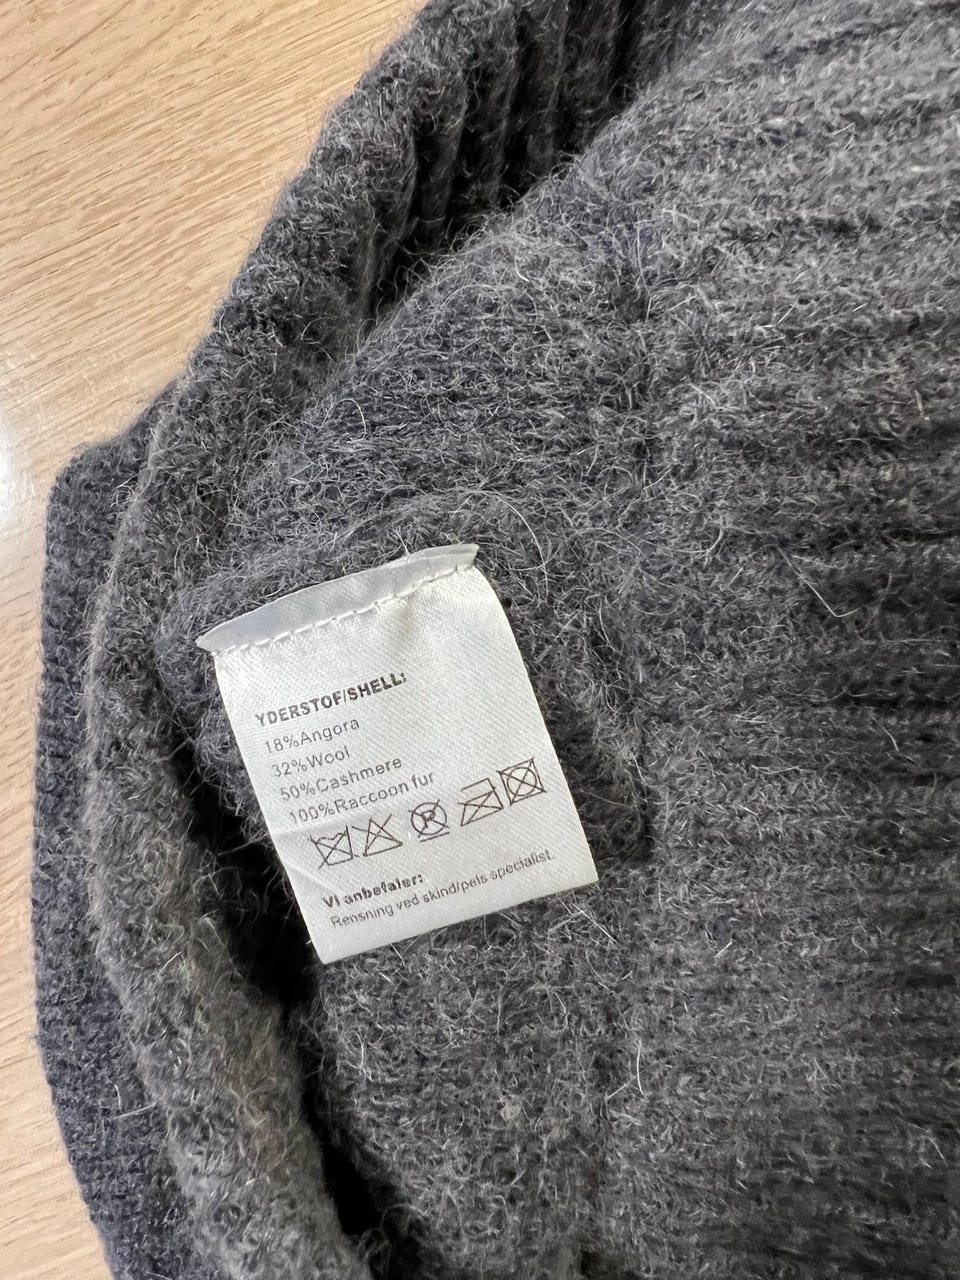 YDERSTOF/SHELL:
18%Angora
32%Wool
50%Cashmere
100%Raccoon fur
P
Vi anbefaler:
Rensning ved skind/pels specialist.